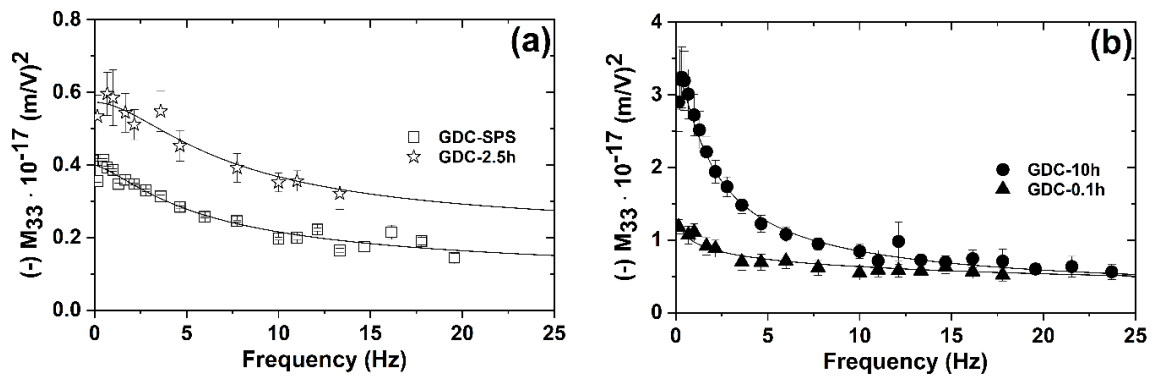 (a)
0.8
0.6
0.4
0.2
0.0
(-) M33 · 10-17 (m/V)2
GDC-SPS
GDC-2.5h
0 5 10 15 20 25
Frequency (Hz)
(b)
4
3
2
1
0
(-) M33 · 10-17 (m/V)2
GDC-10h
GDC-0.1h
0 5 10 15 20 25
Frequency (Hz)